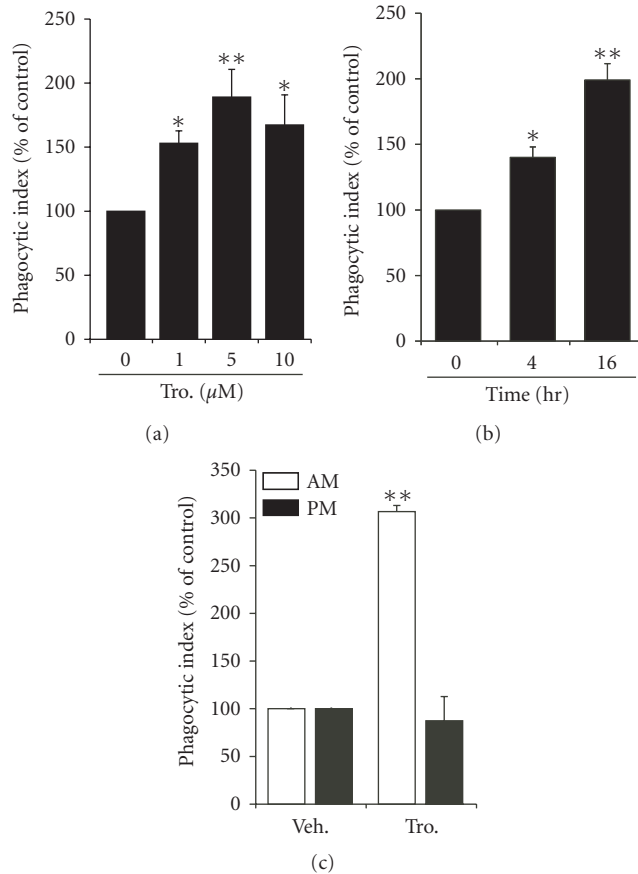 Phagocytic index (% of control)
250
200
150
100
50
0
*
**
*
0 1 5 10
Tro. (μM)
(a)
Phagocytic index (% of control)
250
200
150
100
50
0
*
**
0 4 16
Time (hr)
(b)
Phagocytic index (% of control)
350
300
250
200
150
100
50
0
AM
PM
**
Veh. Tro.
(c)